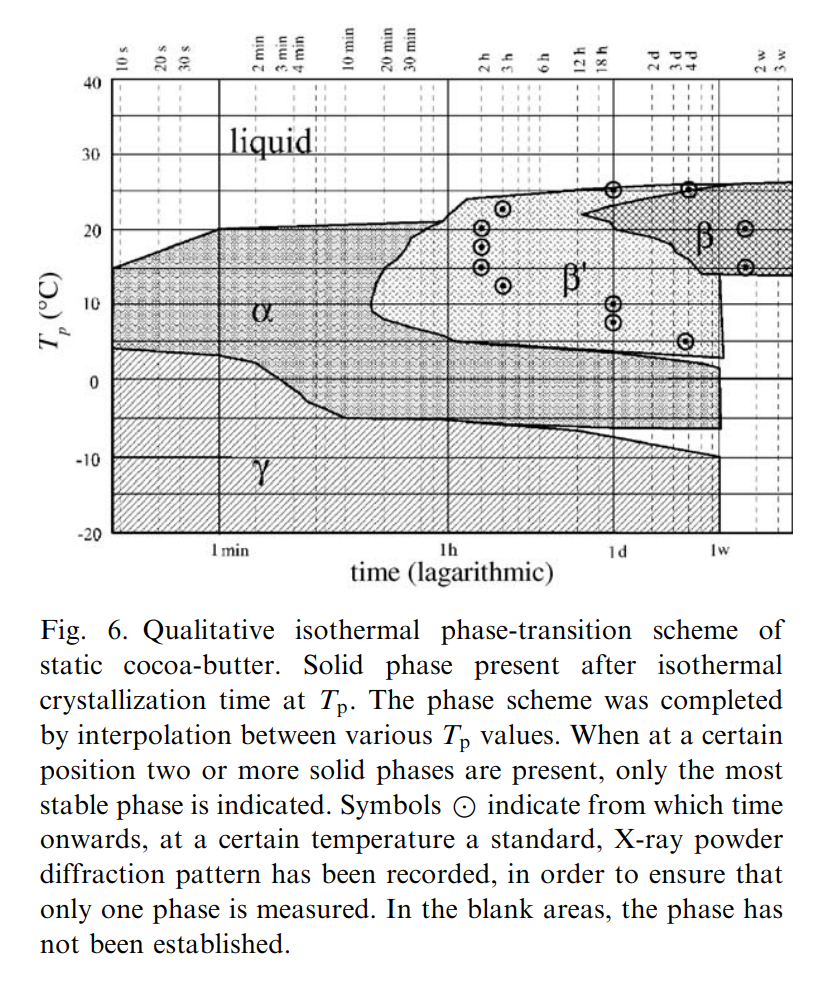 10 s 20 s 30 s 2 min 3 min 4 min 10 min 20 min 30 min 2 h 3 h 6 h 12 h 18 h 2 d 3 d 4 d 2 w 3 w
40
liquid
30
20
β
β'
10
α
T_p (°C)
0
-10
γ
-20
1 min 1h 1d 1w
time (lagarithmic)
Fig. 6. Qualitative isothermal phase-transition scheme of
static cocoa-butter. Solid phase present after isothermal
crystallization time at T_p. The phase scheme was completed
by interpolation between various T_p values. When at a certain
position two or more solid phases are present, only the most
stable phase is indicated. Symbols ⊙ indicate from which time
onwards, at a certain temperature a standard, X-ray powder
diffraction pattern has been recorded, in order to ensure that
only one phase is measured. In the blank areas, the phase has
not been established.